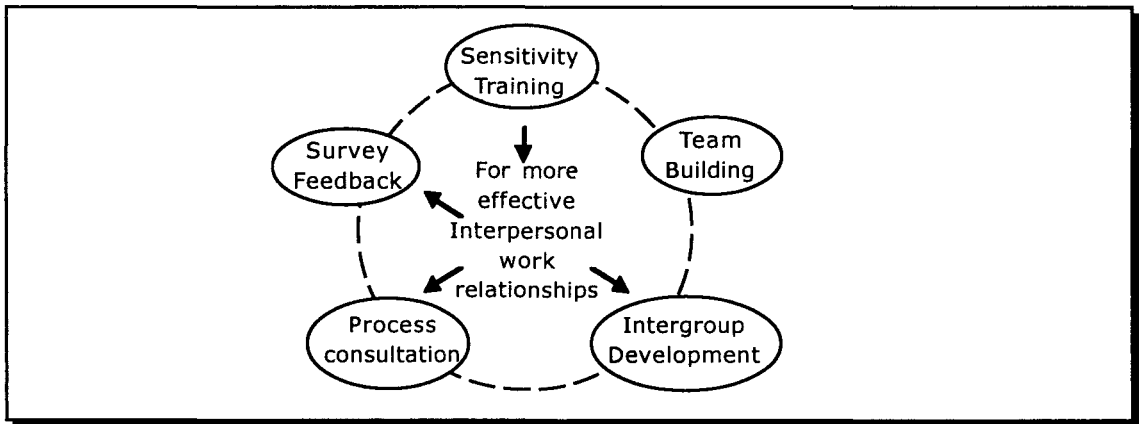 Sensitivity
Training
Team
Building
Survey
Feedback
For more
effective
Interpersonal
work
relationships
Process
consultation
Intergroup
Development